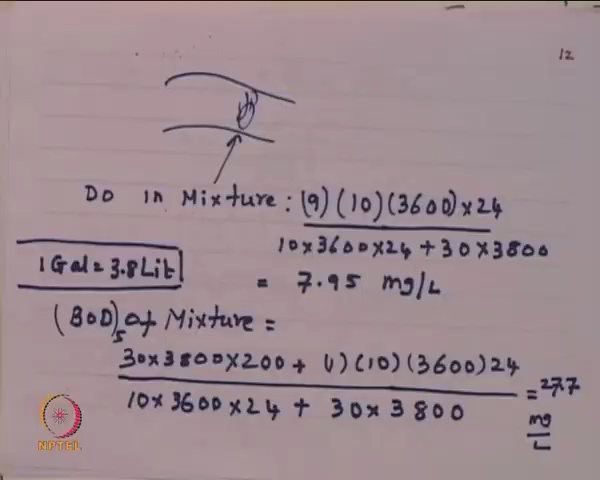 12
DO in Mixture: (9)(10)(3600)×24
10×3600×24 + 30×3800
1 Gal = 3.8 Lit
= 7.95 mg/L
(BOD)5 of Mixture =
30×3800×200 + (1)(10)(3600)24
10×3600×24 + 30×3800
= 27.7 mg/L
NPTEL